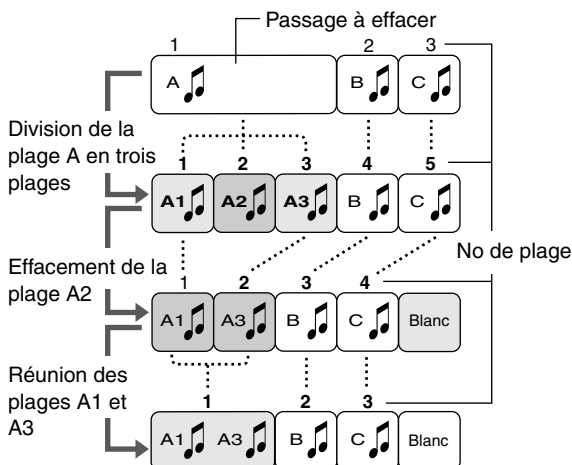 Passage à effacer
1 2 3
A B C
Division de la
plage A en trois
plages
1 2 3 4 5
A1 A2 A3 B C
No de plage
Effacement de la
plage A2
1 2 3 4
A1 A3 B C Blanc
Réunion des
plages A1 et
A3
1 2 3
A1 A3 B C Blanc